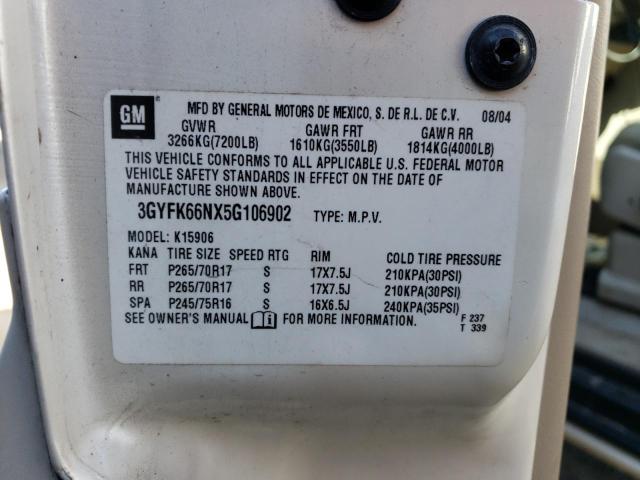 GM
MFD BY GENERAL MOTORS DE MEXICO, S. DE R.L. DE C.V. 08/04
GVWR GAWR FRT GAWR RR
3266KG(7200LB) 1610KG(3550LB) 1814KG(4000LB)
THIS VEHICLE CONFORMS TO ALL APPLICABLE U.S. FEDERAL MOTOR
VEHICLE SAFETY STANDARDS IN EFFECT ON THE DATE OF
MANUFACTURE SHOWN ABOVE.
3GYFK66NX5G106902 TYPE: M.P.V.
MODEL: K15906
KANA TIRE SIZE SPEED RTG RIM COLD TIRE PRESSURE
FRT P265/70R17 S 17X7.5J 210KPA(30PSI)
RR P265/70R17 S 17X7.5J 210KPA(30PSI)
SPA P245/75R16 S 16X6.5J 240KPA(35PSI)
SEE OWNER'S MANUAL FOR MORE INFORMATION. F 237
T 339